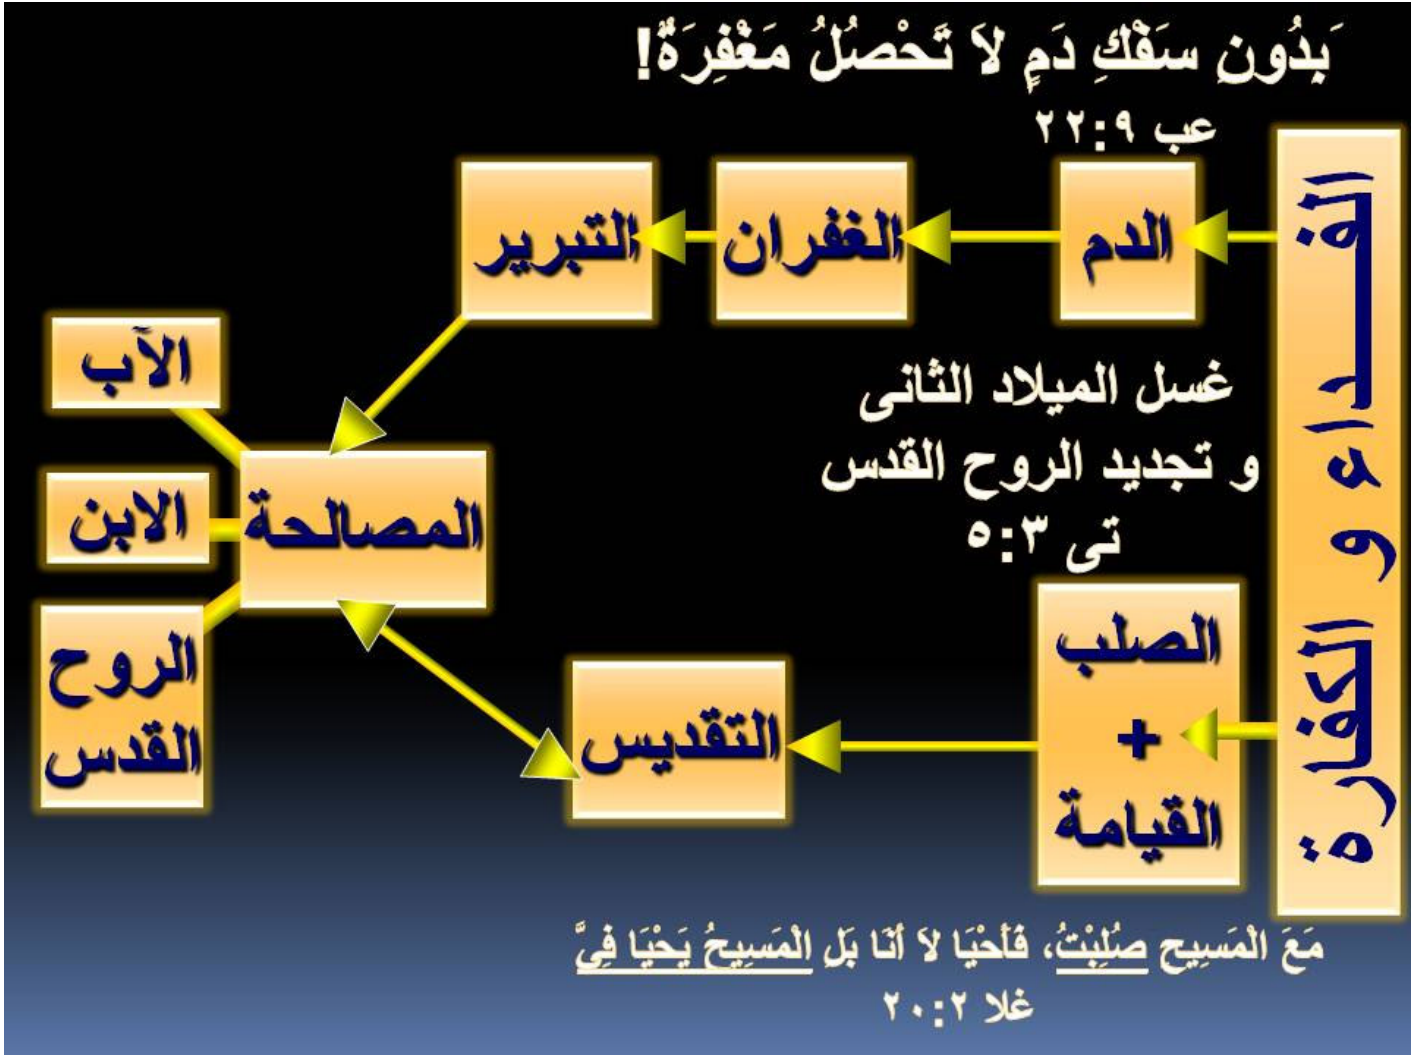 َبِدُونِ سَفْكِ دَمٍ لاَ تَحْصُلُ مَغْفِرَةٌ!
عب ٩:٢٢
الفــداء و الكفارة
الدم
الغفران
التبرير
غسل الميلاد الثانى
و تجديد الروح القدس
تى ٣:٥
الآب
الابن
الروح
القدس
المصالحة
الصلب
+
القيامة
التقديس
مَعَ الْمَسِيحِ صُلِبْتُ، فَأَحْيَا لاَ أَنَا بَلِ الْمَسِيحُ يَحْيَا فِيَّ
غلا ٢:٢٠